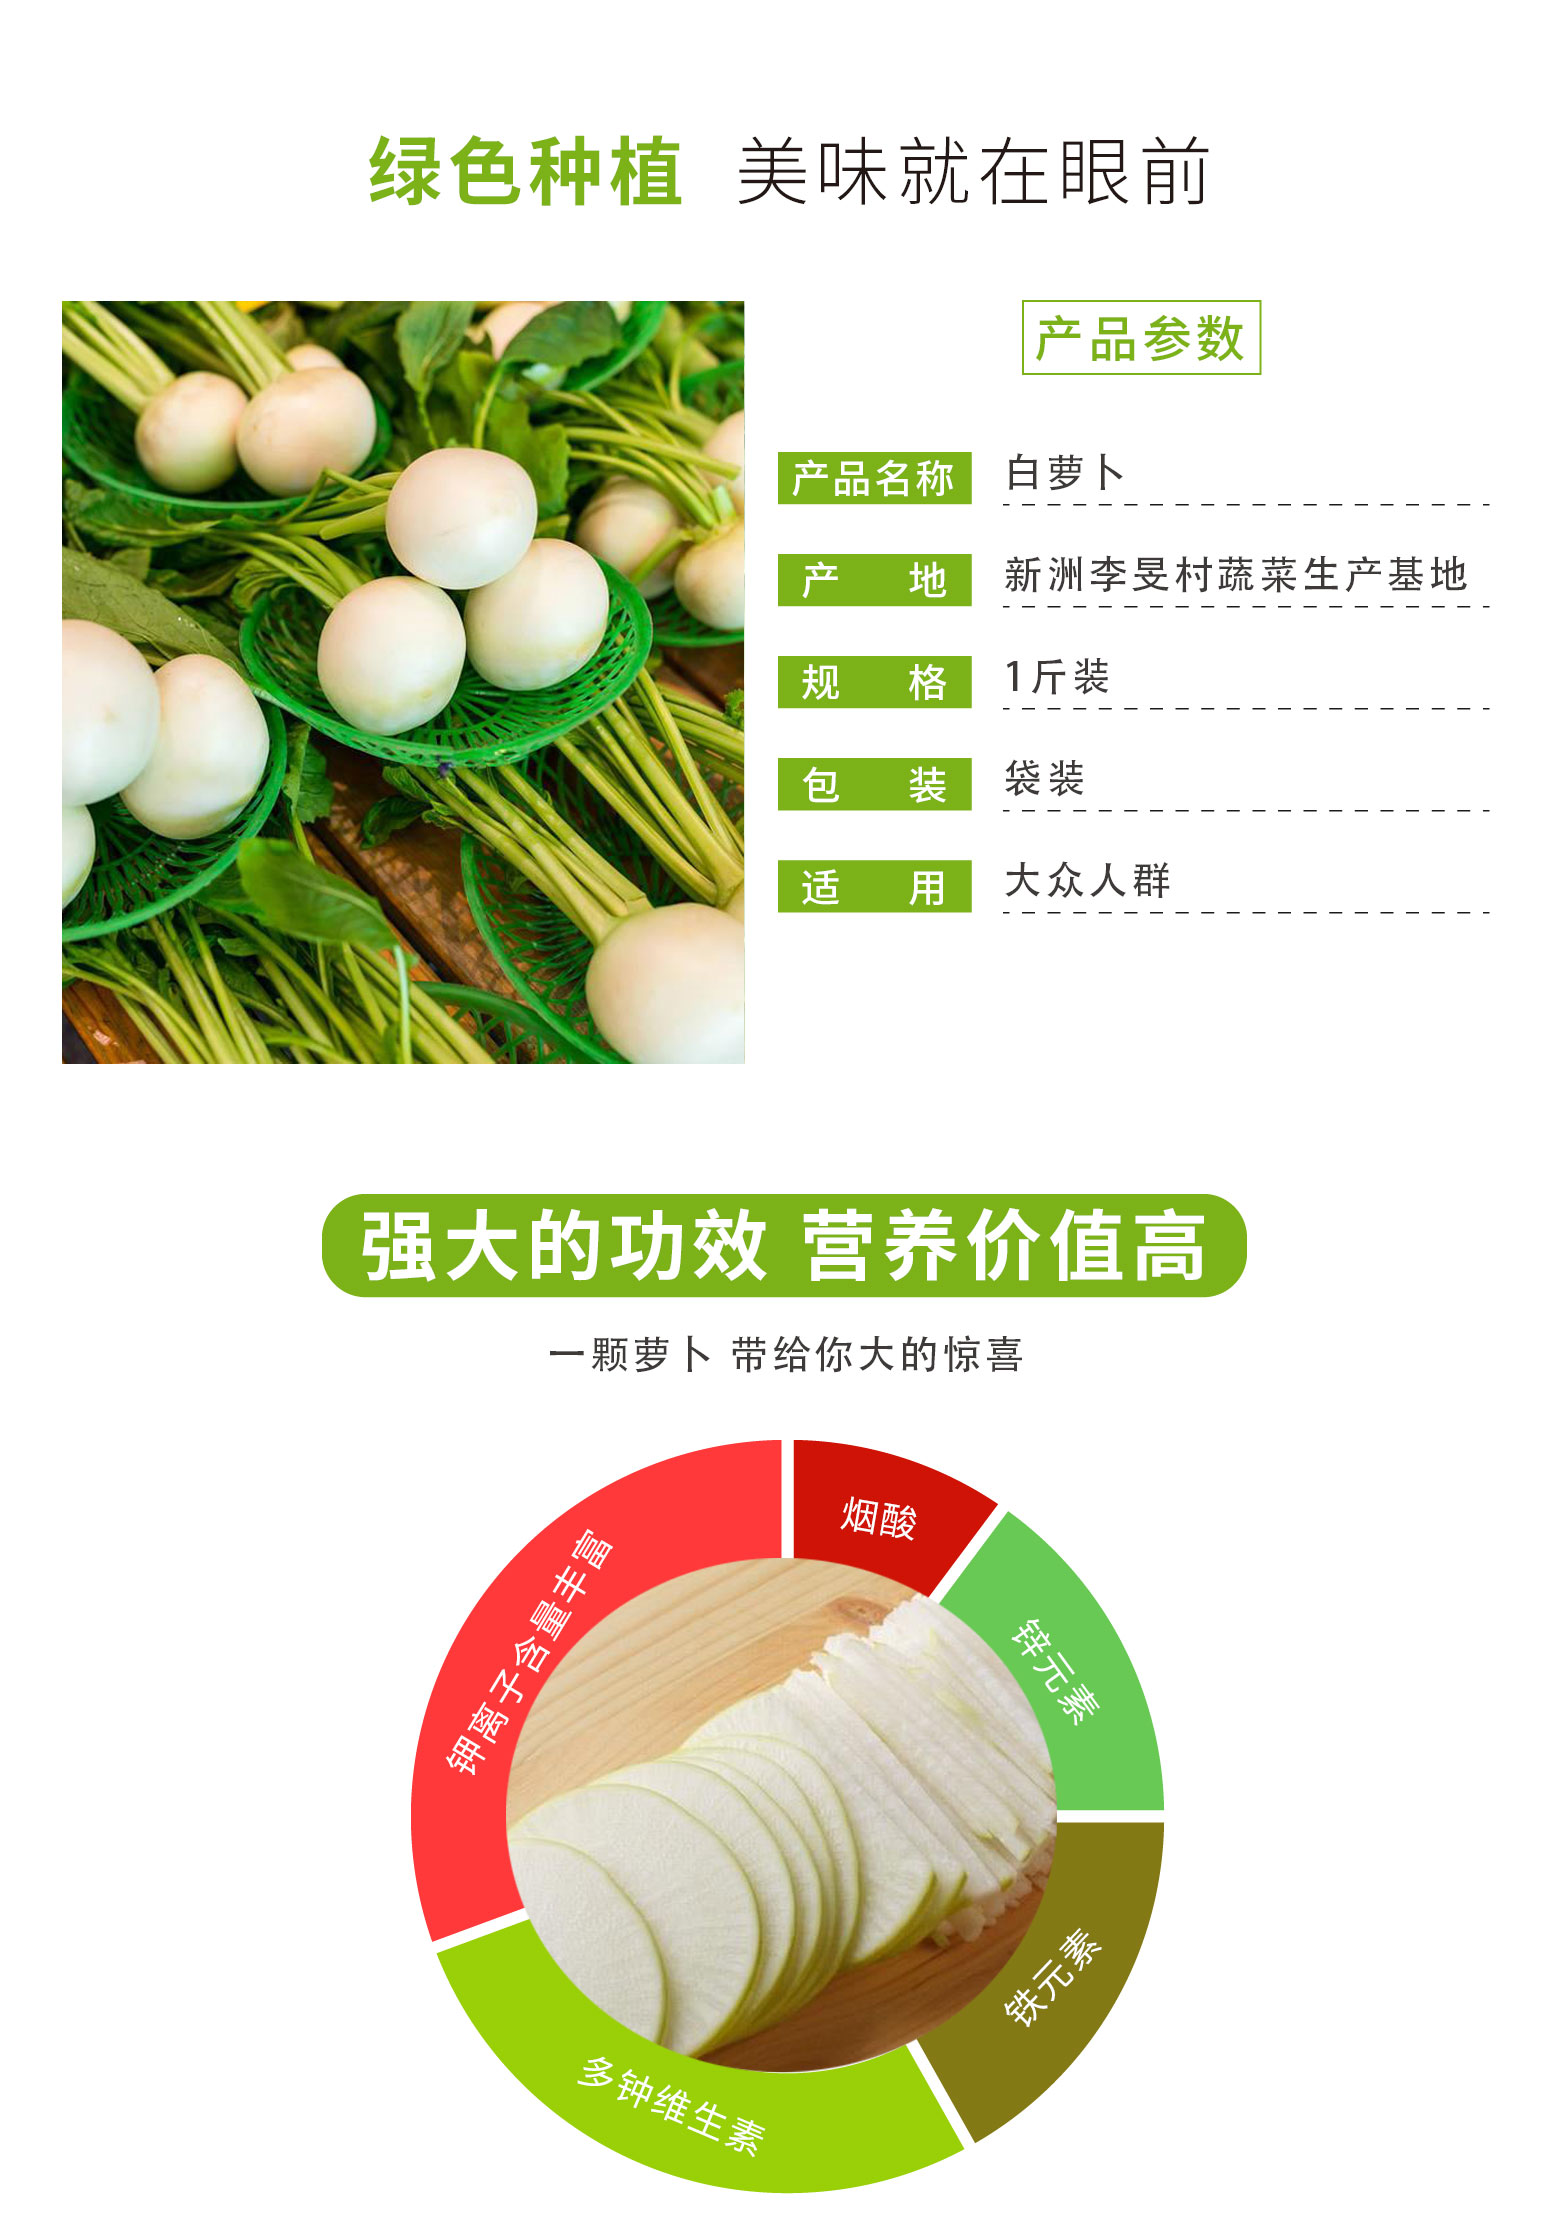 绿色种植 美味就在眼前
产品参数
产品名称 白萝卜
产地 新洲李旻村蔬菜生产基地
规格 1斤装
包装 袋装
适用 大众人群
强大的功效 营养价值高
一颗萝卜 带给你大的惊喜
烟酸
锌元素
铁元素
多钟维生素
钾离子含量丰富